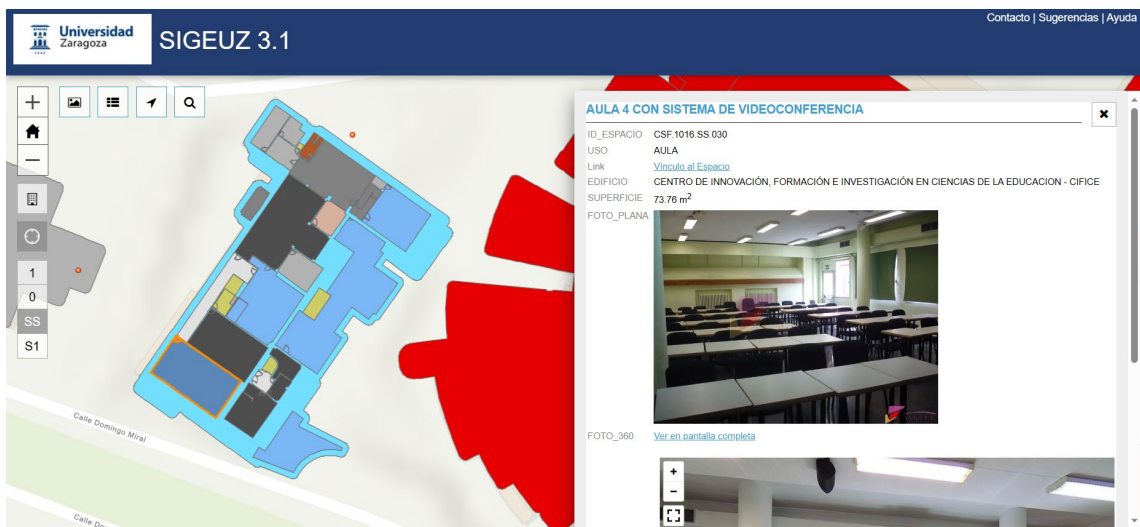 Contacto | Sugerencias | Ayuda
Universidad
Zaragoza
1542
SIGEUZ 3.1
AULA 4 CON SISTEMA DE VIDEOCONFERENCIA
ID_ESPACIO CSF.1016.SS.030
USO AULA
Link Vínculo al Espacio
EDIFICIO CENTRO DE INNOVACIÓN, FORMACIÓN E INVESTIGACIÓN EN CIENCIAS DE LA EDUCACION - CIFICE
SUPERFICIE 73.76 m2
FOTO_PLANA
FOTO_360 Ver en pantalla completa
1
0
SS
S1
Calle Domingo Miral
Calle